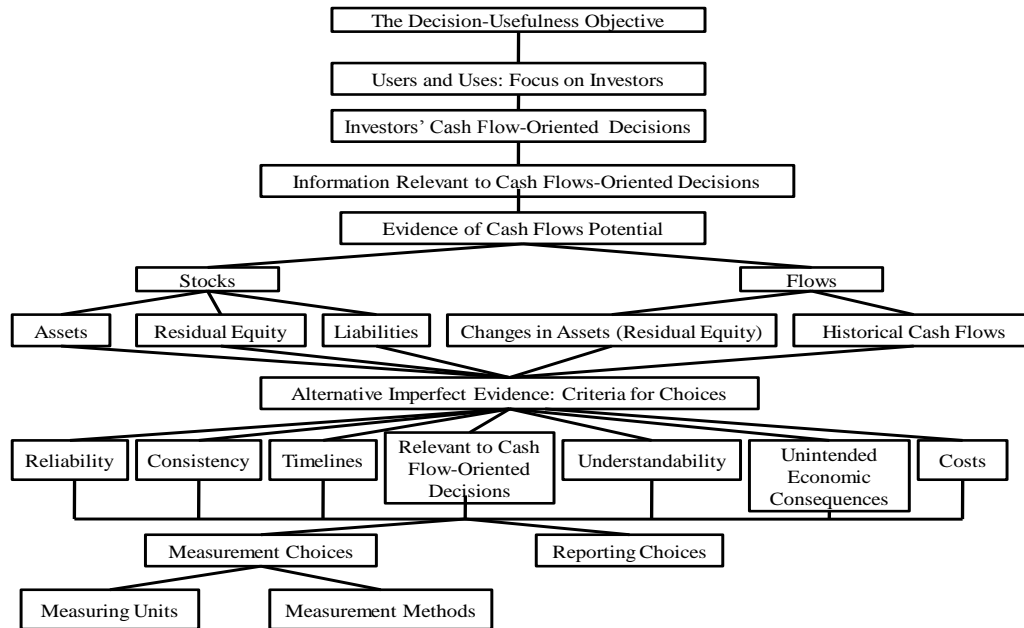 The Decision-Usefulness Objective
Users and Uses: Focus on Investors
Investors' Cash Flow-Oriented Decisions
Information Relevant to Cash Flows-Oriented Decisions
Evidence of Cash Flows Potential
Stocks
Flows
Assets
Residual Equity
Liabilities
Changes in Assets (Residual Equity)
Historical Cash Flows
Alternative Imperfect Evidence: Criteria for Choices
Reliability
Consistency
Timelines
Relevant to Cash
Flow-Oriented
Decisions
Understandability
Unintended
Economic
Consequences
Costs
Measurement Choices
Reporting Choices
Measuring Units
Measurement Methods